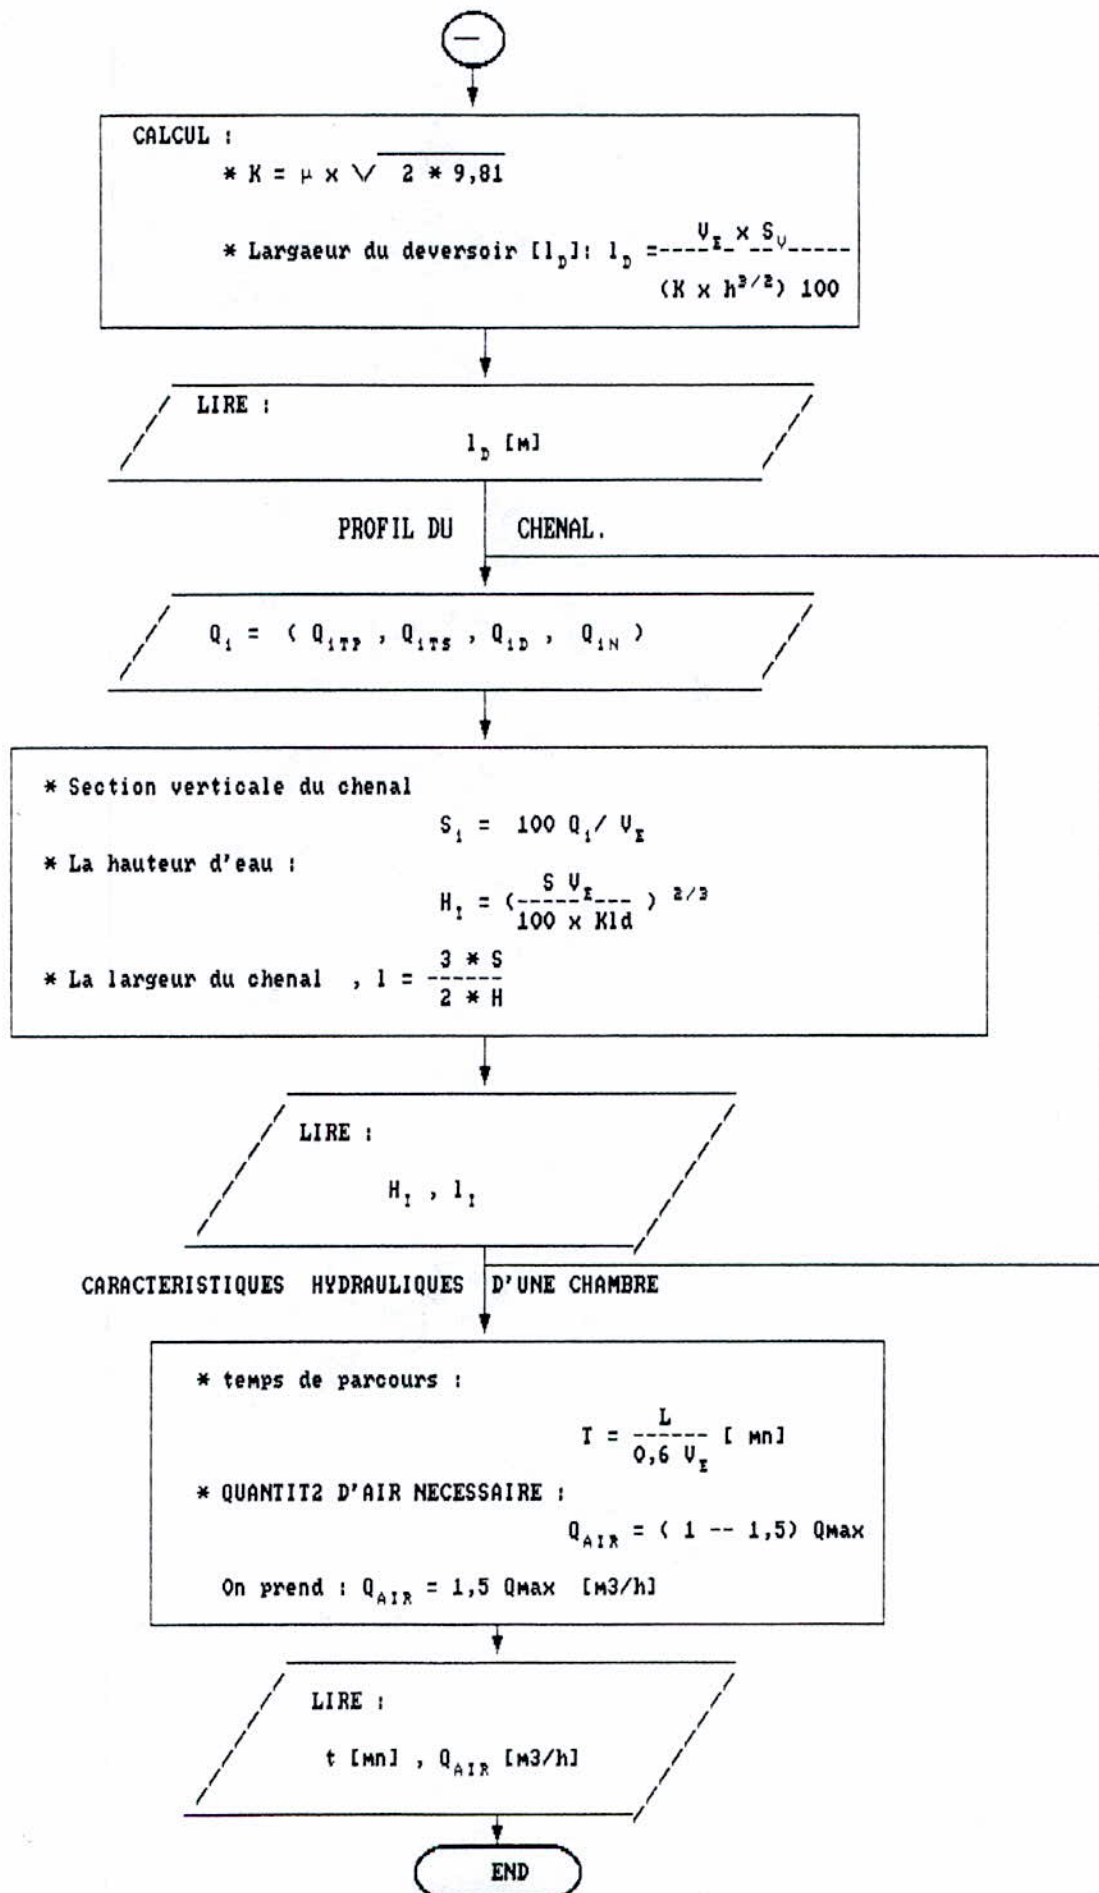 —
CALCUL :
* K = μ x √ 2 * 9,81
V_E x S_V
* Largaeur du deversoir [l_D]: l_D = -----------------
(K x h^3/2) 100
LIRE :
l_D [M]
PROFIL DU CHENAL.
Q_i = ( Q_iTP , Q_iTS , Q_iD , Q_iN )
* Section verticale du chenal
S_i = 100 Q_i / V_E
* La hauteur d'eau :
S V_E
H_I = (--------- ) ^2/3
100 x Kld
3 * S
* La largeur du chenal , l = ------
2 * H
LIRE :
H_I , l_I
CARACTERISTIQUES HYDRAULIQUES D'UNE CHAMBRE
* temps de parcours :
L
T = ------ [ Mn]
0,6 V_E
* QUANTIT2 D'AIR NECESSAIRE :
Q_AIR = ( 1 -- 1,5) QMax
On prend : Q_AIR = 1,5 QMax [M3/h]
LIRE :
t [Mn] , Q_AIR [M3/h]
END